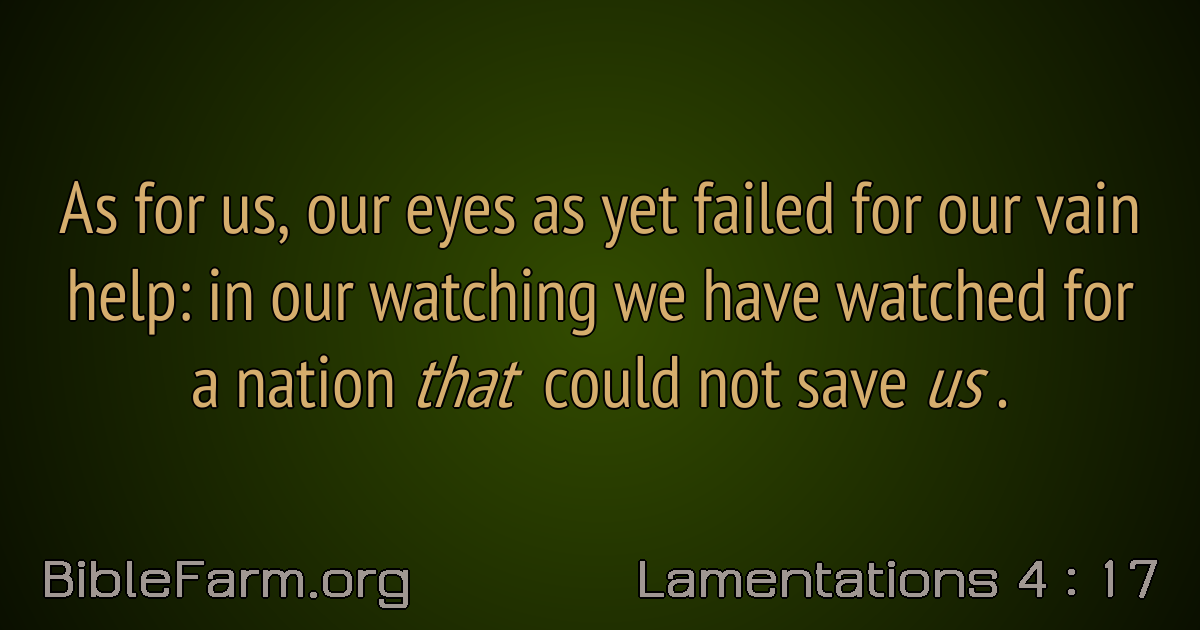 As for us, our eyes as yet failed for our vain
help: in our watching we have watched for
a nation that could not save us .
BibleFarm.org
Lamentations 4 : 17